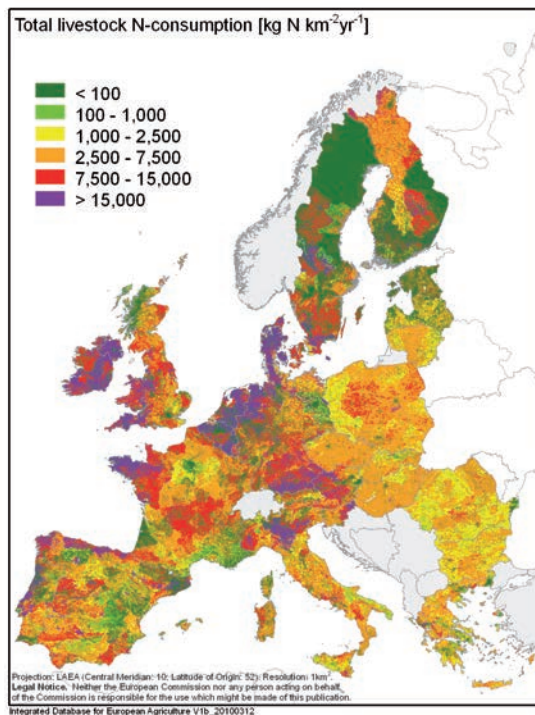 Total livestock N-consumption [kg N km-2yr-1]
< 100
100 - 1,000
1,000 - 2,500
2,500 - 7,500
7,500 - 15,000
> 15,000
Projection: LAEA (Central Meridian: 10; Latitude of Origin: 52); Resolution: 1km2.
Legal Notice. Neither the European Commission nor any person acting on behalf,
of the Commission is responsible for the use which might be made of this publication.
Integrated Database for European Agriculture V1b_20100312